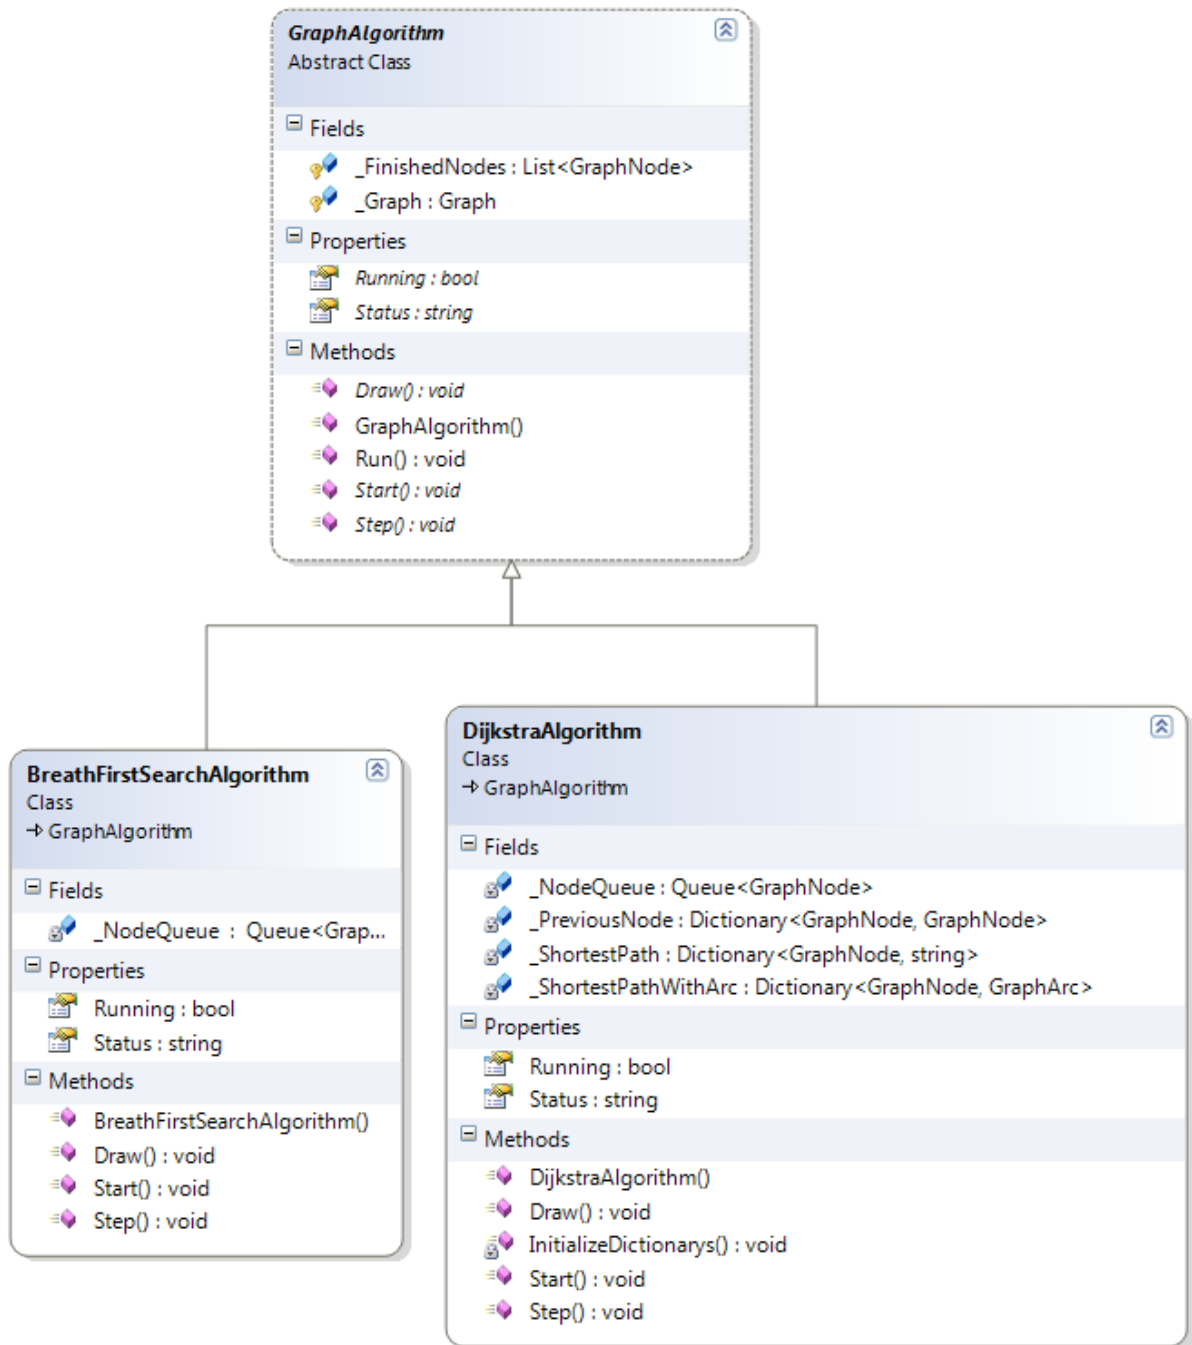 GraphAlgorithm
Abstract Class
Fields
_FinishedNodes : List<GraphNode>
_Graph : Graph
Properties
Running : bool
Status : string
Methods
Draw() : void
GraphAlgorithm()
Run() : void
Start() : void
Step() : void
BreathFirstSearchAlgorithm
Class
GraphAlgorithm
Fields
_NodeQueue : Queue<Grap...
Properties
Running : bool
Status : string
Methods
BreathFirstSearchAlgorithm()
Draw() : void
Start() : void
Step() : void
DijkstraAlgorithm
Class
GraphAlgorithm
Fields
_NodeQueue : Queue<GraphNode>
_PreviousNode : Dictionary<GraphNode, GraphNode>
_ShortestPath : Dictionary<GraphNode, string>
_ShortestPathWithArc : Dictionary<GraphNode, GraphArc>
Properties
Running : bool
Status : string
Methods
DijkstraAlgorithm()
Draw() : void
InitializeDictionarys() : void
Start() : void
Step() : void